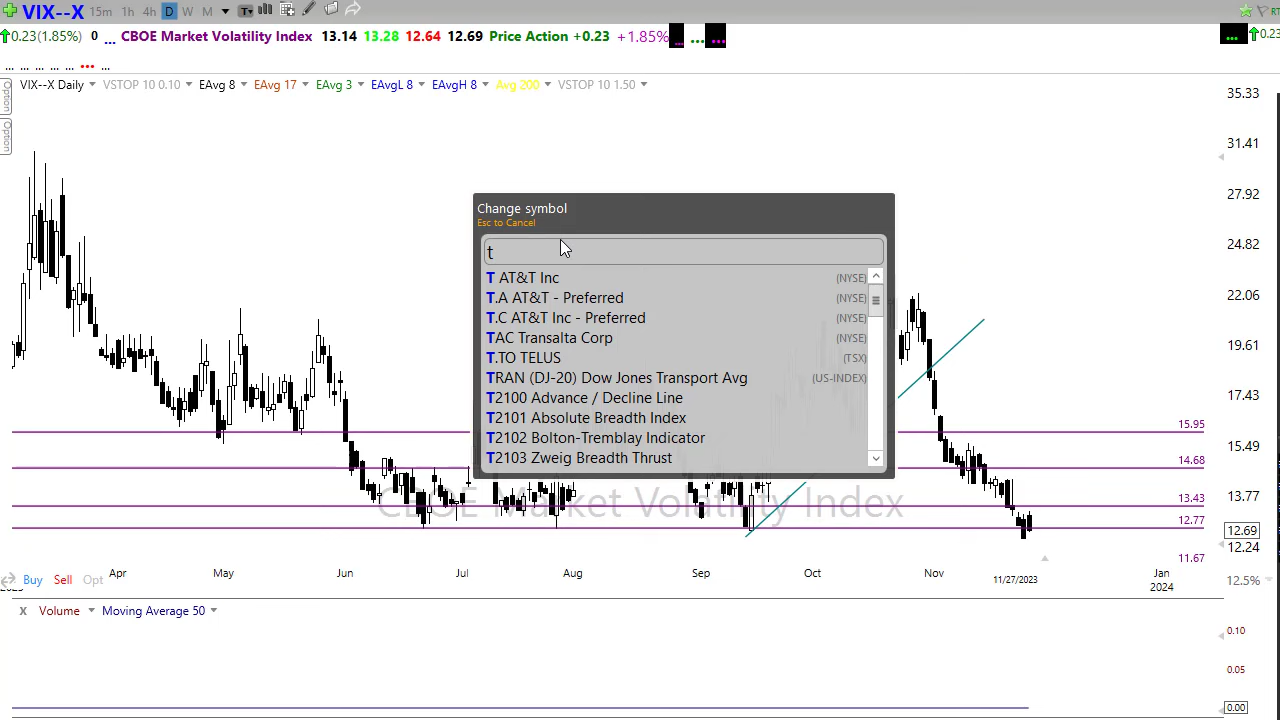 VIX--X 15m 1h 4h D W M T RT
0.23(1.85%) 0 ... CBOE Market Volatility Index 13.14 13.28 12.64 12.69 Price Action +0.23 +1.85% ... ... ... ... 0.23
... ... ... ... ... ... ...
VIX--X Daily VSTOP 10 0.10 EAvg 8 EAvg 17 EAvg 3 EAvgL 8 EAvgH 8 Avg 200 VSTOP 10 1.50
Option
Option
35.33
31.41
27.92
24.82
22.06
19.61
17.43
15.49
13.77
12.69
12.24
Change symbol
Esc to Cancel
t
T AT&T Inc (NYSE)
T.A AT&T - Preferred (NYSE)
T.C AT&T Inc - Preferred (NYSE)
TAC Transalta Corp (NYSE)
T.TO TELUS (TSX)
TRAN (DJ-20) Dow Jones Transport Avg (US-INDEX)
T2100 Advance / Decline Line
T2101 Absolute Breadth Index
T2102 Bolton-Tremblay Indicator
T2103 Zweig Breadth Thrust
15.95
14.68
13.43
12.77
11.67
CBOE Market Volatility Index
Apr May Jun Jul Aug Sep Oct Nov 11/27/2023 Jan
2024
Buy Sell Opt 12.5%
X Volume Moving Average 50
0.10
0.05
0.00